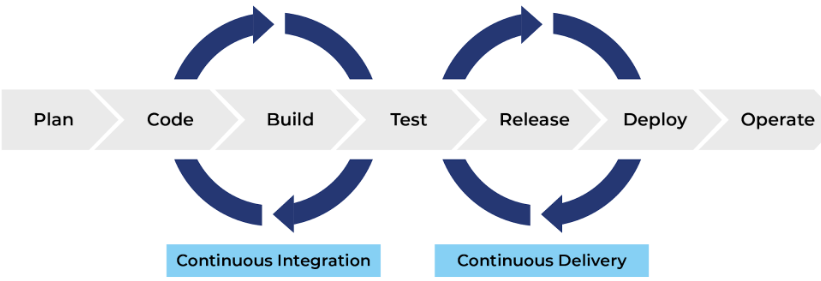 Plan
Code
Build
Test
Release
Deploy
Operate
Continuous Integration
Continuous Delivery